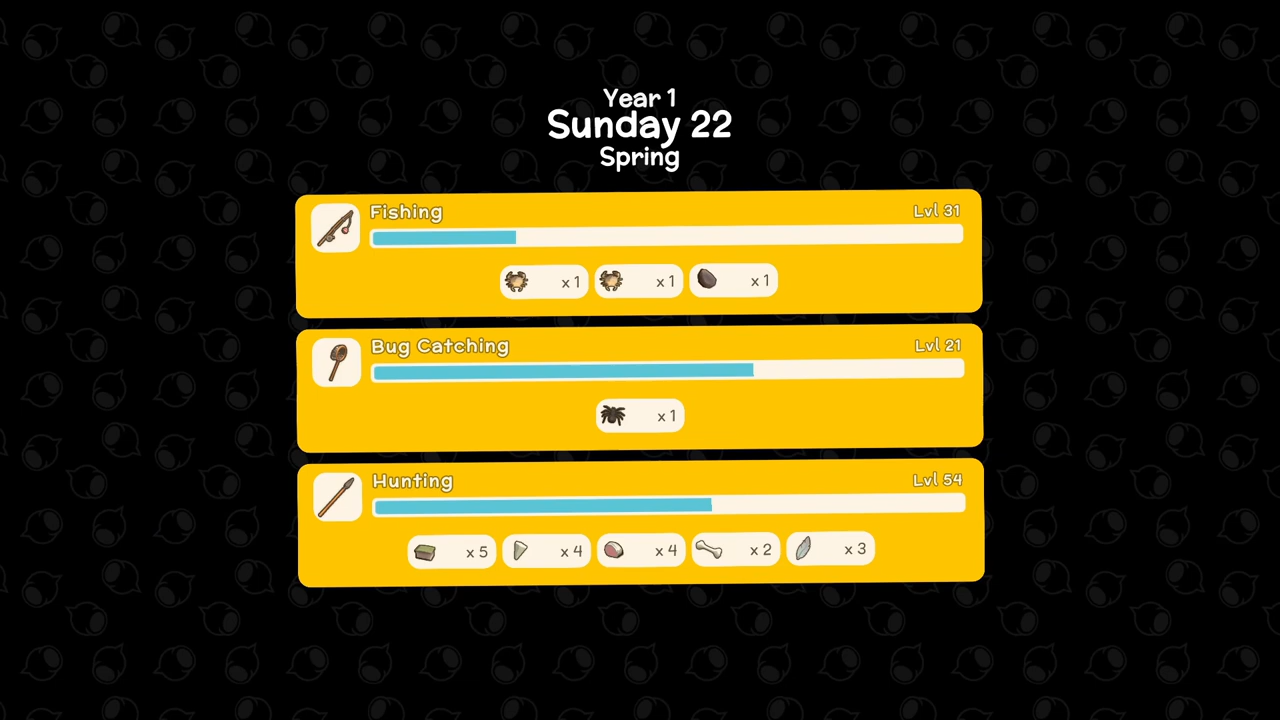 Year 1
Sunday 22
Spring
Fishing
Lvl 31
x 1 x 1 x 1
Bug Catching
Lvl 21
x 1
Hunting
Lvl 54
x 5 x 4 x 4 x 2 x 3